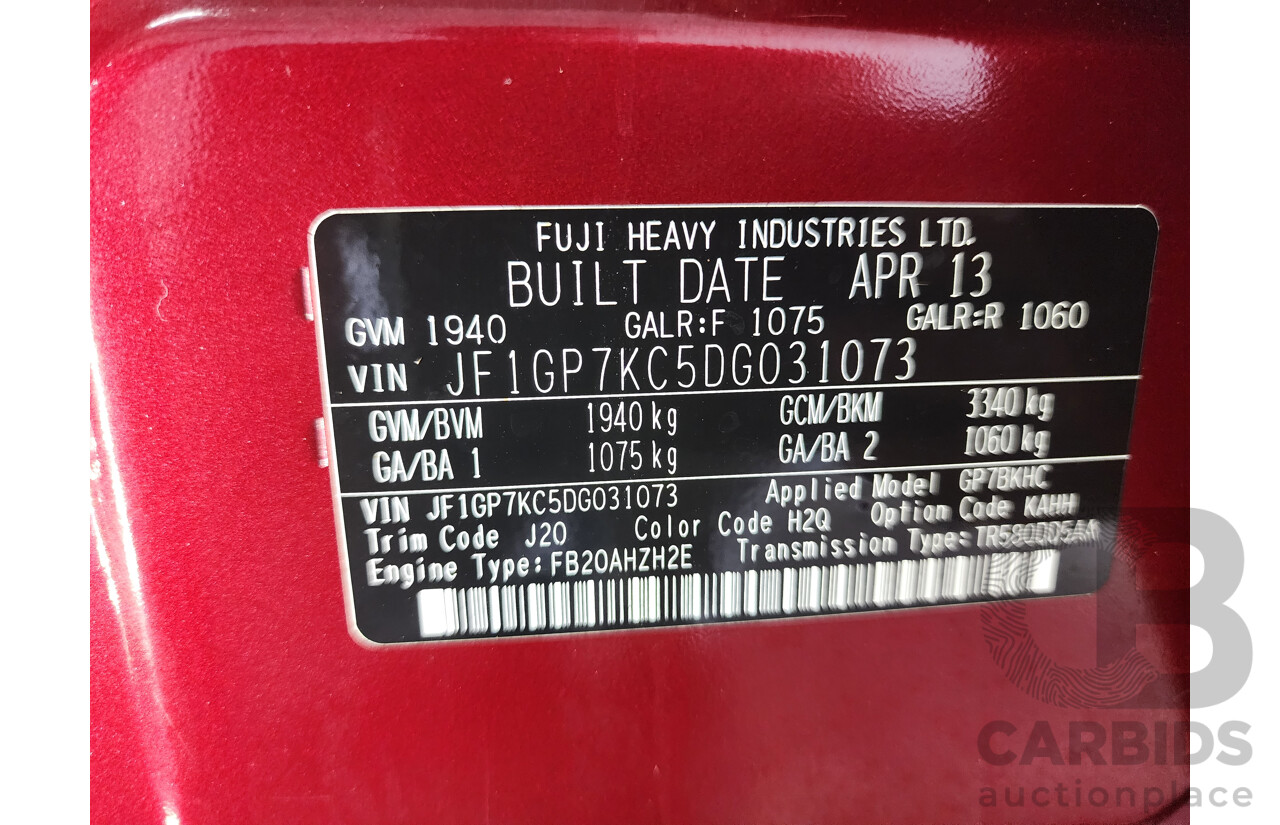 FUJI HEAVY INDUSTRIES LTD.
BUILT DATE APR 13
GVM 1940 GALR:F 1075 GALR:R 1060
VIN JF1GP7KC5DG031073
GVM/BVM 1940 kg GCM/BKM 3340 kg
GA/BA 1 1075 kg GA/BA 2 1060 kg
VIN JF1GP7KC5DG031073 Applied Model GP7BKHC
Trim Code J20 Color Code H2Q Option Code KAHH
Engine Type: FB20AHZH2E Transmission Type: TR580DD5AA
CARBIDS
auctionplace